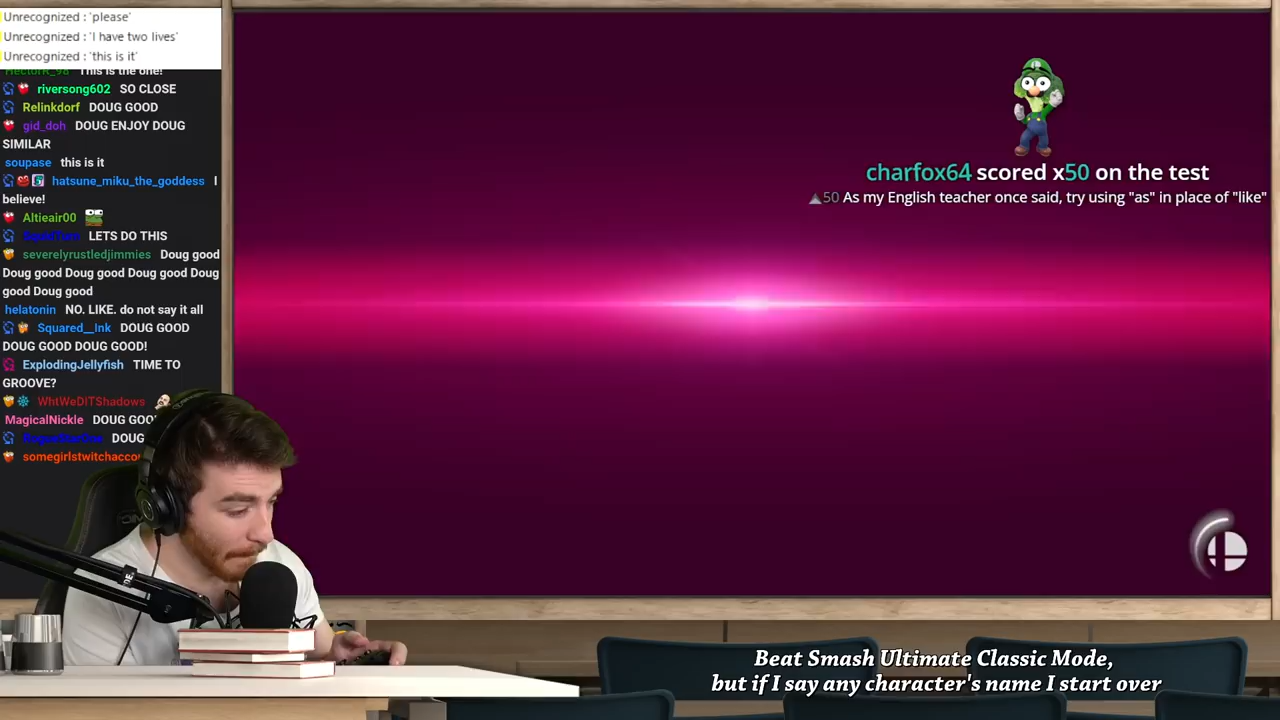 Unrecognized : 'please'
Unrecognized : 'I have two lives'
Unrecognized : 'this is it'
HectorR_98 This is the one!
riversong602 SO CLOSE
Relinkdorf DOUG GOOD
gid_doh DOUG ENJOY DOUG
SIMILAR
soupase this is it
hatsune_miku_the_goddess I
believe!
Altieair00
LETS DO THIS
severelyrustledjimmies Doug good
Doug good Doug good Doug good Doug
good Doug good
helatonin NO. LIKE. do not say it all
Squared__Ink DOUG GOOD
DOUG GOOD DOUG GOOD!
ExplodingJellyfish TIME TO
GROOVE?
WhtWeDITShadows
MagicalNickle DOUG GOO
DOUG
somegirlstwitchaccou
charfox64 scored x50 on the test
50 As my English teacher once said, try using "as" in place of "like"
Beat Smash Ultimate Classic Mode,
but if I say any character's name I start over